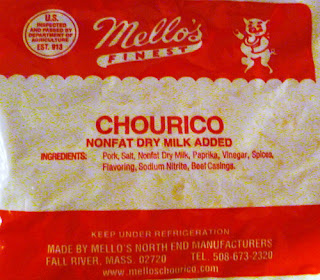 U.S.
INSPECTED
AND PASSED BY
DEPARTMENT OF
AGRICULTURE
EST. 913
Mello's
FINEST
CHOURICO
NONFAT DRY MILK ADDED
INGREDIENTS: Pork, Salt, Nonfat Dry Milk, Paprika, Vinegar, Spices,
Flavoring, Sodium Nitrite, Beef Casings.
KEEP UNDER REFRIGERATION
MADE BY MELLO'S NORTH END MANUFACTURERS
FALL RIVER, MASS. 02720 TEL. 508-673-2320
www.melloschourico.com